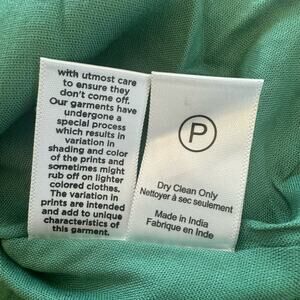 with utmost care
to ensure they
don't come off.
Our garments have
undergone a
special process
which results in
variation in
shading and color
of the prints and
sometimes might
rub off on lighter
colored clothes.
The variation in
prints are intended
and add to unique
characteristics of
this garment.
P
Dry Clean Only
Nettoyer à sec seulement
Made in India
Fabrique en Inde